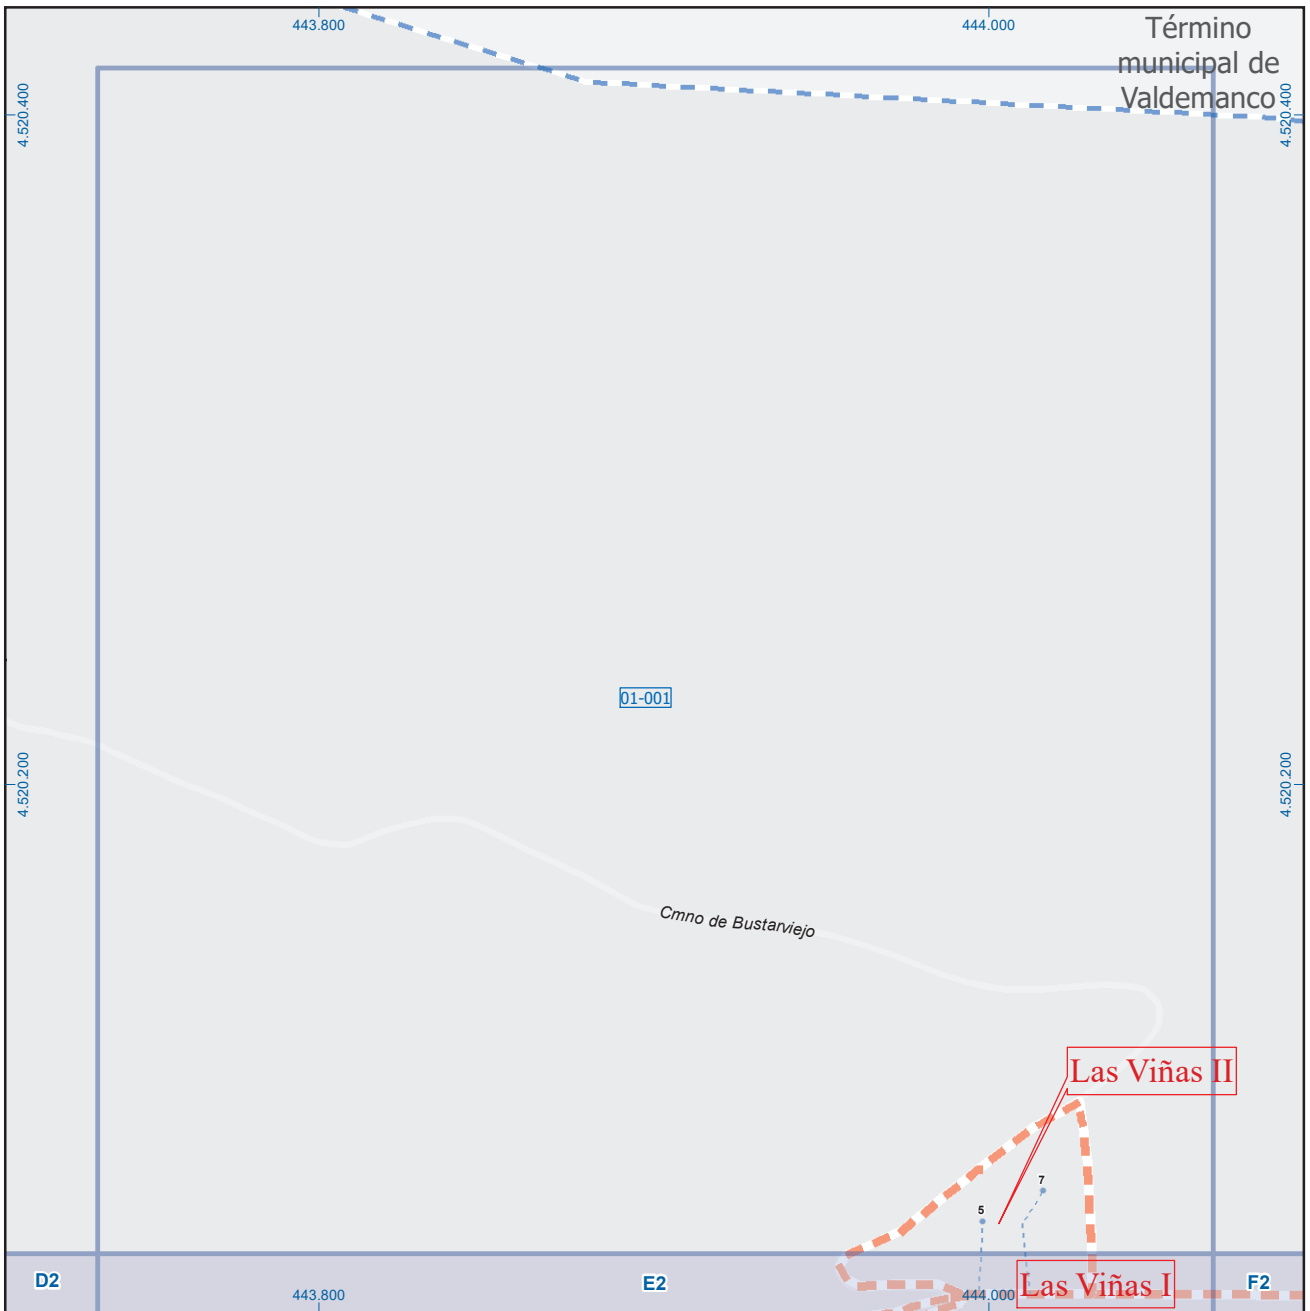 443.800
444.000
Término
municipal de
Valdemanco
4.520.400
4.520.400
01-001
4.520.200
4.520.200
Cmno de Bustarviejo
Las Viñas II
7
5
D2
E2
F2
Las Viñas I
443.800
444.000